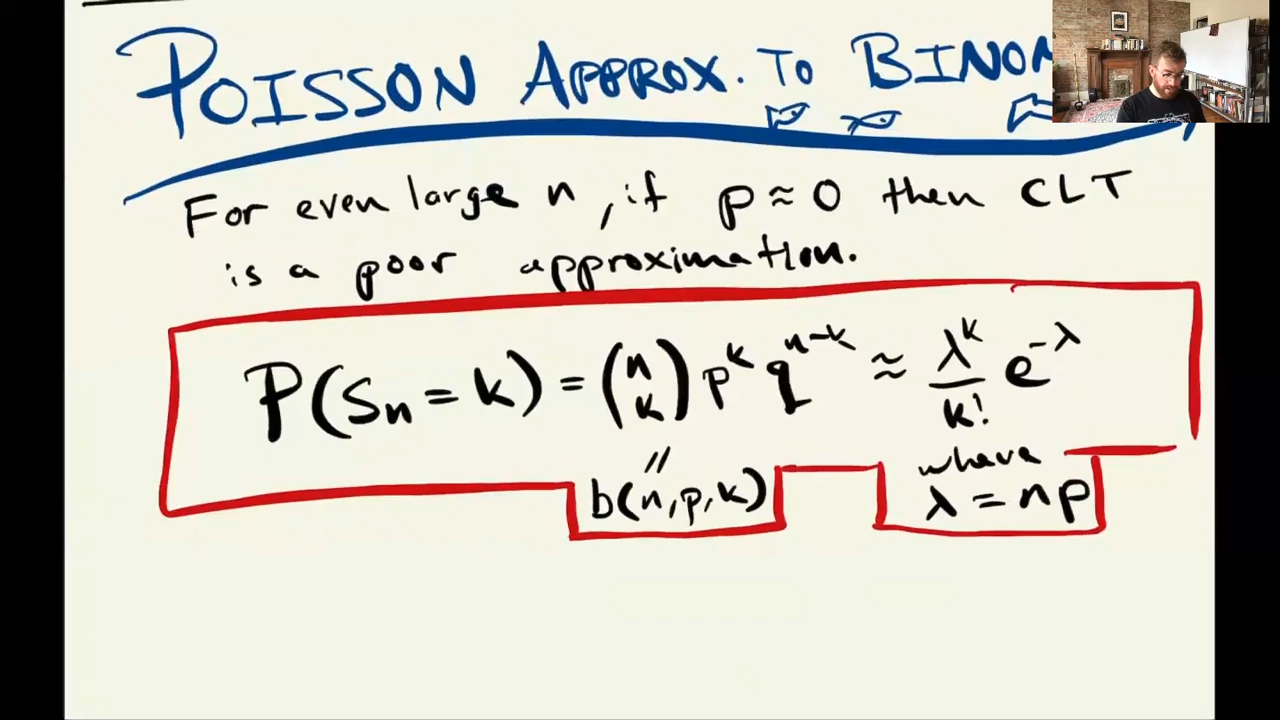 POISSON APPROX. TO BINOM
For even large n, if p ≈ 0 then CLT
is a poor approximation.
P(Sₙ = k) = (n k) p^k q^{n-k} ≈ λ^k / k! e^{-λ}
// where
b(n,p,k) λ = np